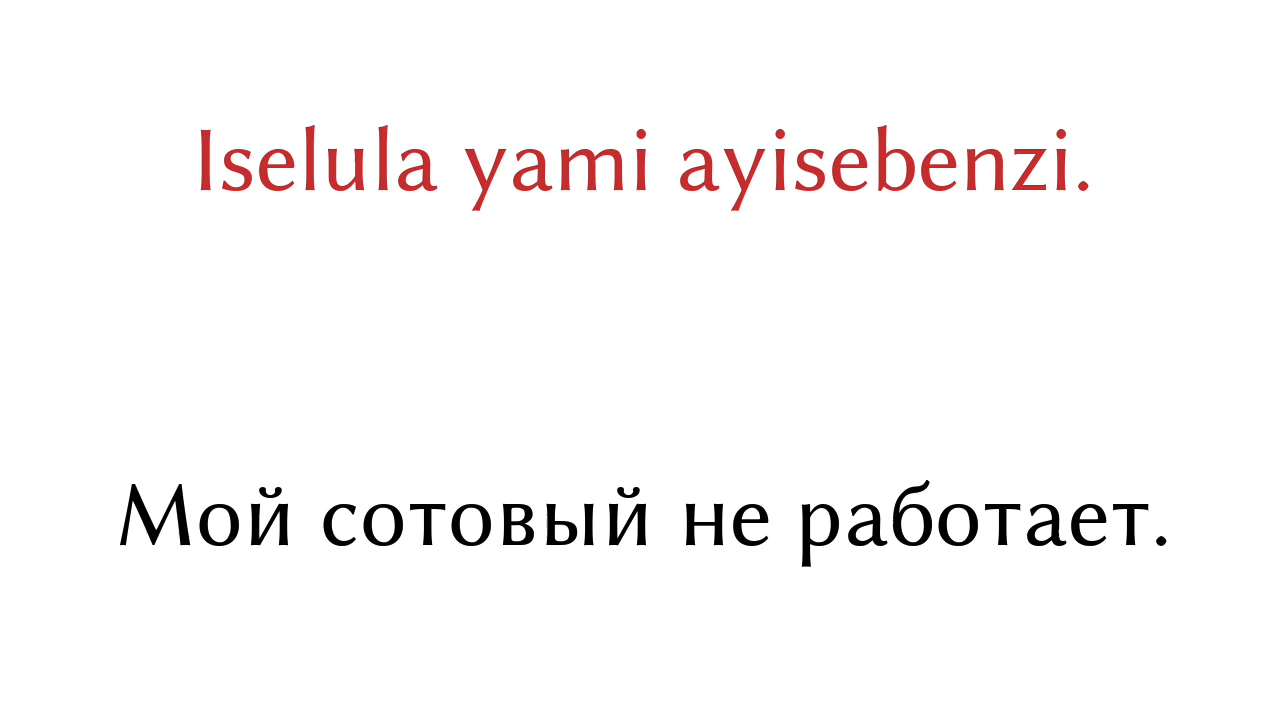 Iselula yami ayisebenzi.
Мой сотовый не работает.